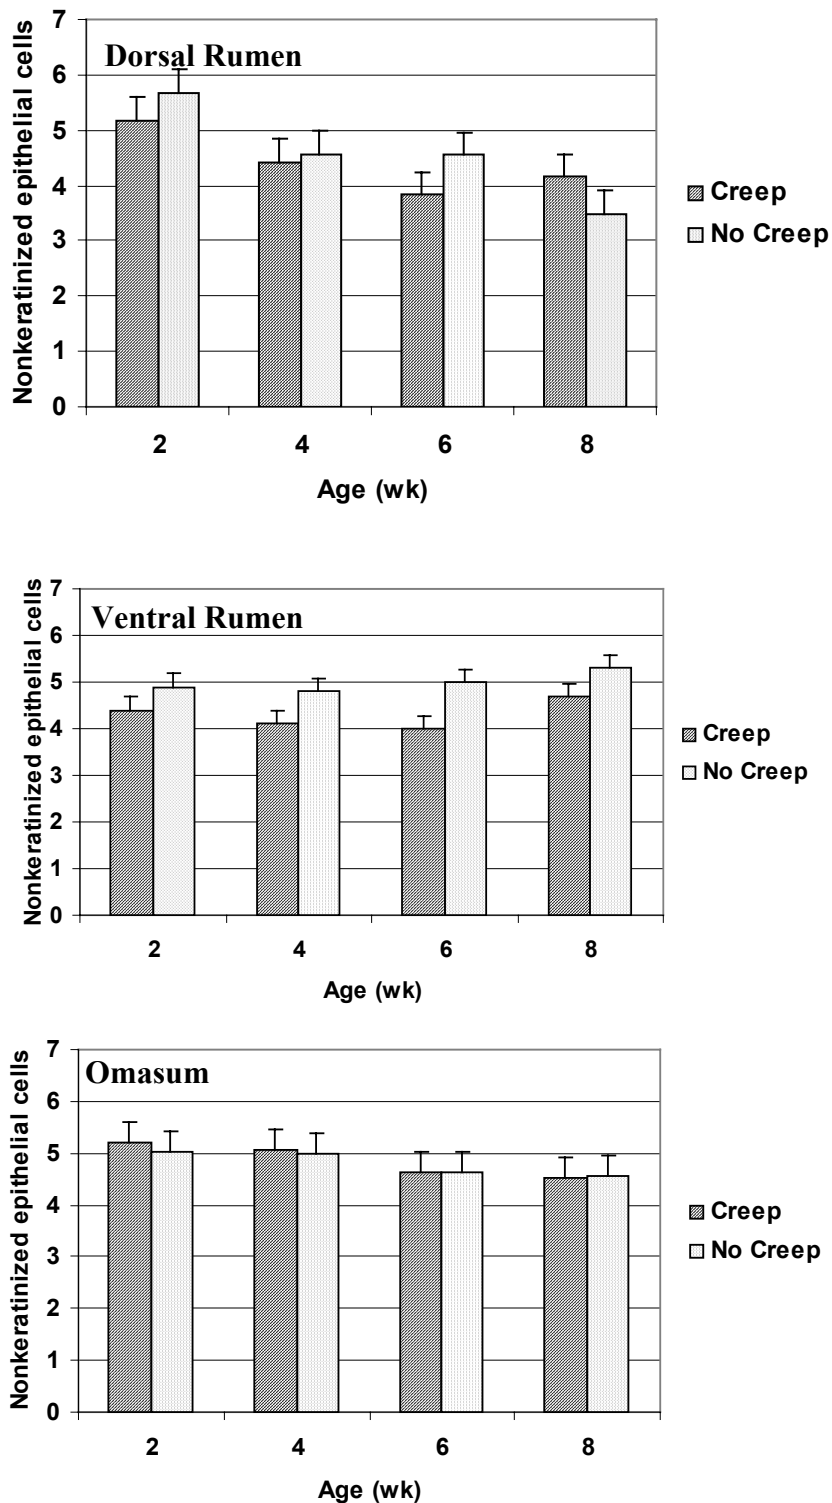 Dorsal Rumen
Nonkeratinized epithelial cells
7
6
5
4
3
2
1
0
2 4 6 8
Age (wk)
Creep
No Creep
Ventral Rumen
Nonkeratinized epithelial cells
7
6
5
4
3
2
1
0
2 4 6 8
Age (wk)
Creep
No Creep
Omasum
Nonkeratinized epithelial cells
7
6
5
4
3
2
1
0
2 4 6 8
Age (wk)
Creep
No Creep